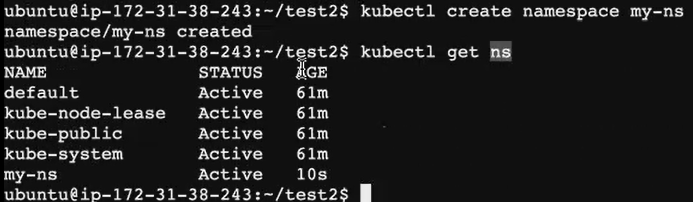 ubuntu@ip-172-31-38-243:~/test2$ kubectl create namespace my-ns
namespace/my-ns created
ubuntu@ip-172-31-38-243:~/test2$ kubectl get ns
NAME STATUS AGE
default Active 61m
kube-node-lease Active 61m
kube-public Active 61m
kube-system Active 61m
my-ns Active 10s
ubuntu@ip-172-31-38-243:~/test2$